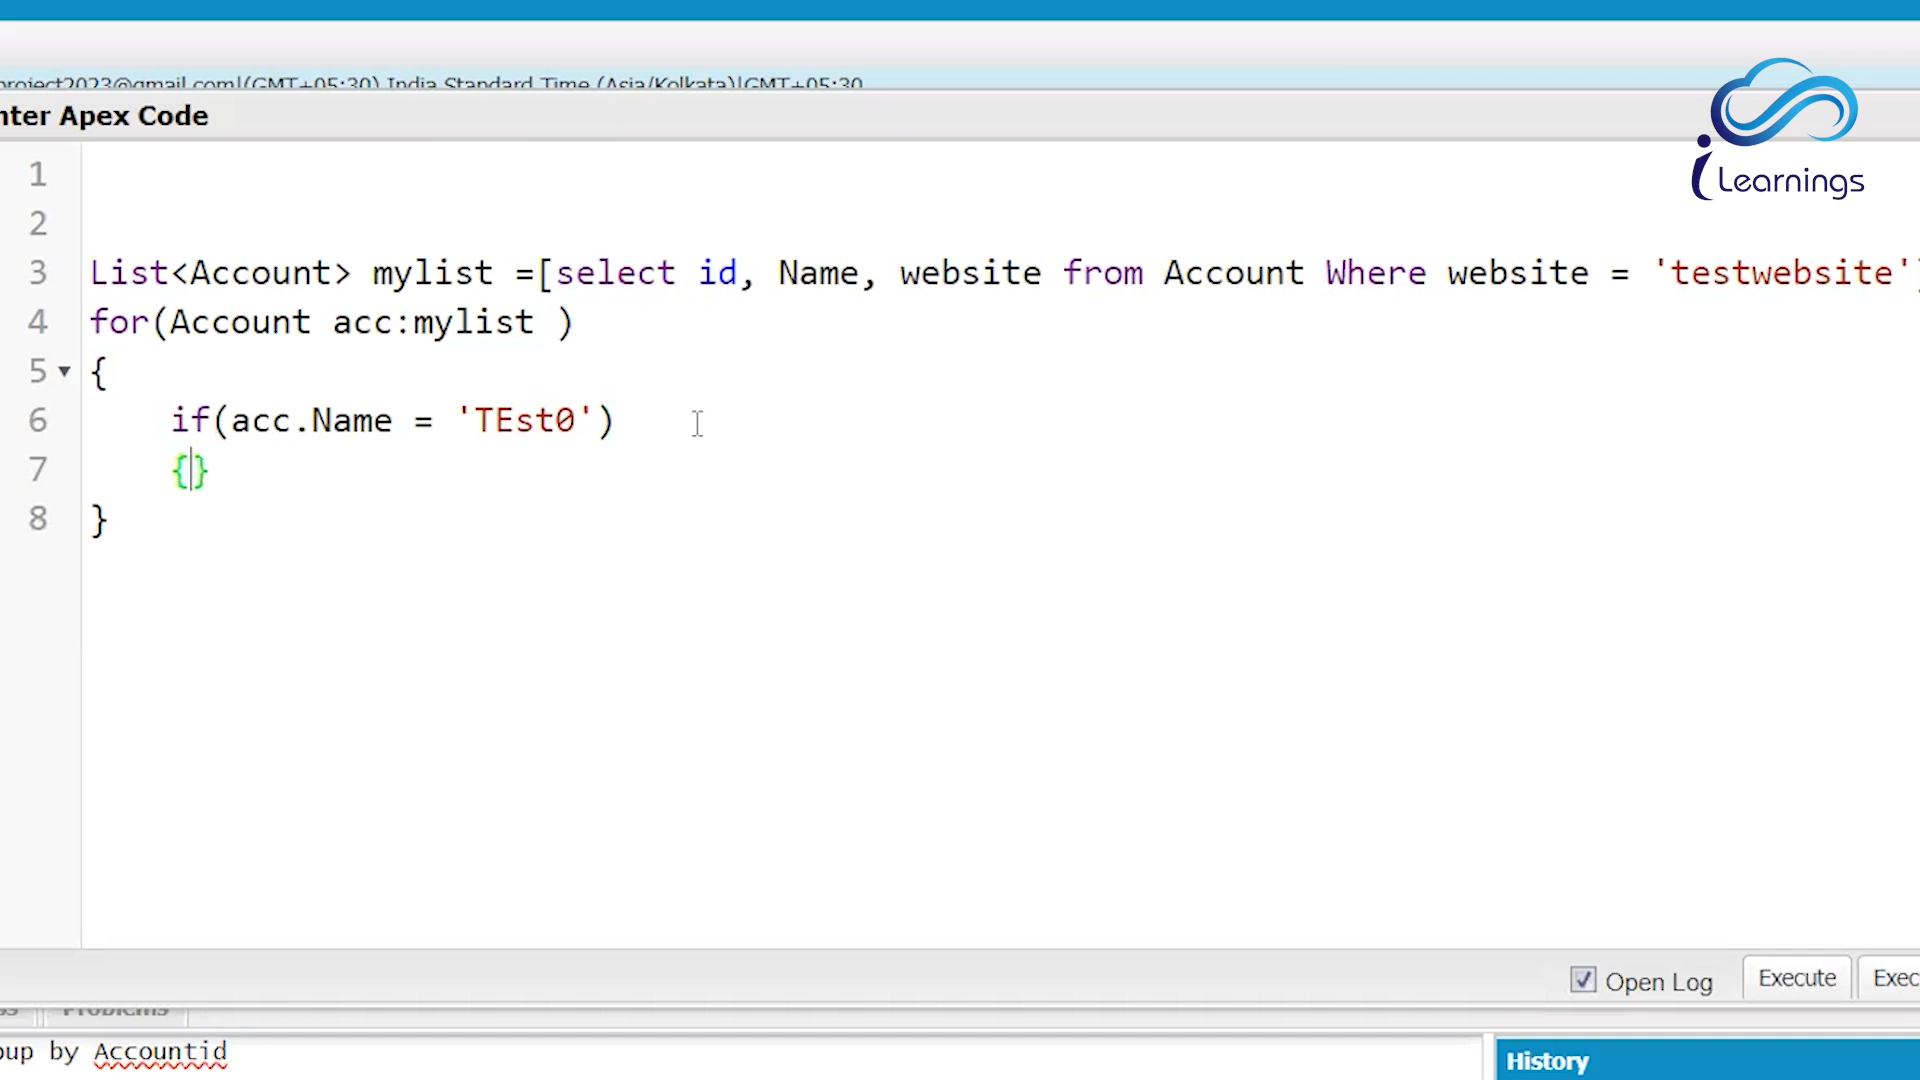 project2023@gmail.com|(GMT+05:30) India Standard Time (Asia/Kolkata)|GMT+05:30
nter Apex Code
i Learnings
1
2
3 List<Account> mylist =[select id, Name, website from Account Where website = 'testwebsite']
4 for(Account acc:mylist )
5 {
6 if(acc.Name = 'TEst0')
7 {}
8 }
Open Log Execute Exec
Problems
oup by Accountid
History